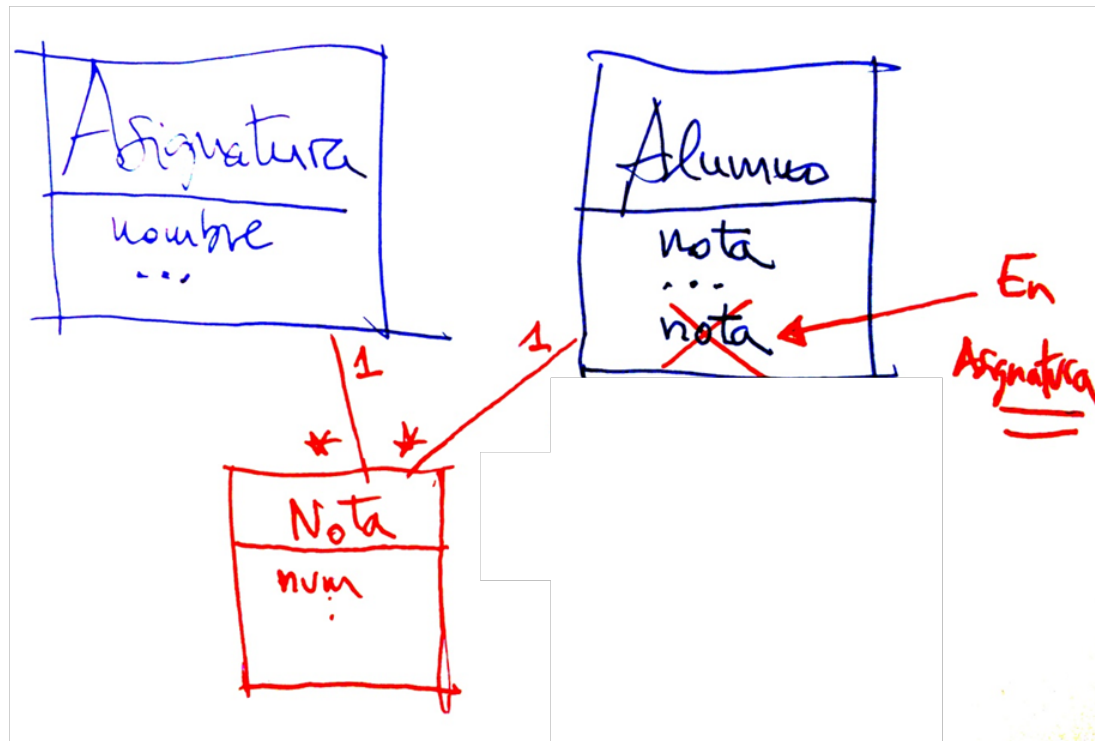 Asignatura
nombre
...
Alumno
nota
...
nota
En
Asignatura
1
1
* *
Nota
num
: